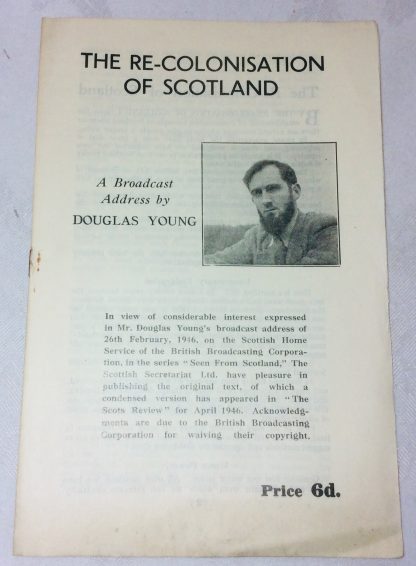 THE RE-COLONISATION
OF SCOTLAND
A Broadcast
Address by
DOUGLAS YOUNG
In view of considerable interest expressed
in Mr. Douglas Young's broadcast address of
26th February, 1946, on the Scottish Home
Service of the British Broadcasting Corpora-
tion, in the series "Seen From Scotland," The
Scottish Secretariat Ltd. have pleasure in
publishing the original text, of which a
condensed version has appeared in "The
Scots Review" for April 1946. Acknowledg-
ments are due to the British Broadcasting
Corporation for waiving their copyright.
Price 6d.